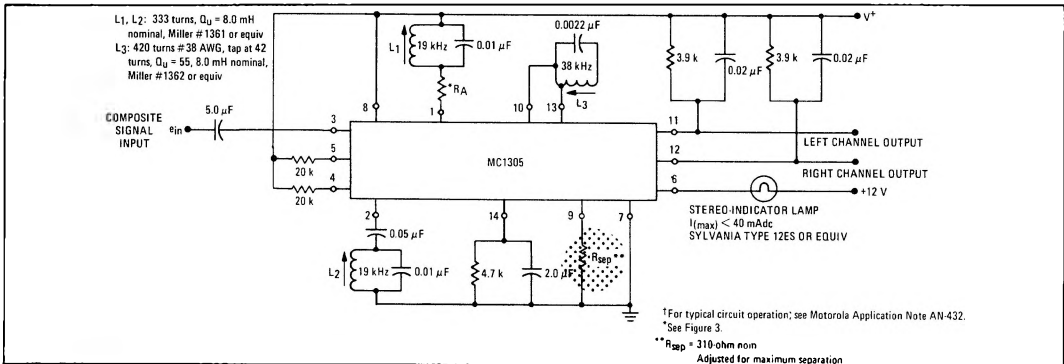 L1, L2: 333 turns, QU = 8.0 mH
nominal, Miller #1361 or equiv
L3: 420 turns #38 AWG, tap at 42
turns, QU = 55, 8.0 mH nominal,
Miller #1362 or equiv
V+
L1
19 kHz
0.01 µF
0.0022 µF
38 kHz
L3
3.9 k
0.02 µF
3.9 k
0.02 µF
*RA
8
1
10
13
COMPOSITE
SIGNAL
INPUT
ein
5.0 µF
3
5
4
20 k
20 k
MC1305
11
LEFT CHANNEL OUTPUT
12
RIGHT CHANNEL OUTPUT
6
+12 V
STEREO-INDICATOR LAMP
I(max) < 40 mAdc
SYLVANIA TYPE 12ES OR EQUIV
2
14
9
7
0.05 µF
L2
19 kHz
0.01 µF
4.7 k
2.0 µF
Rsep **
†For typical circuit operation; see Motorola Application Note AN-432.
*See Figure 3.
**Rsep = 310-ohm nom
Adjusted for maximum separation